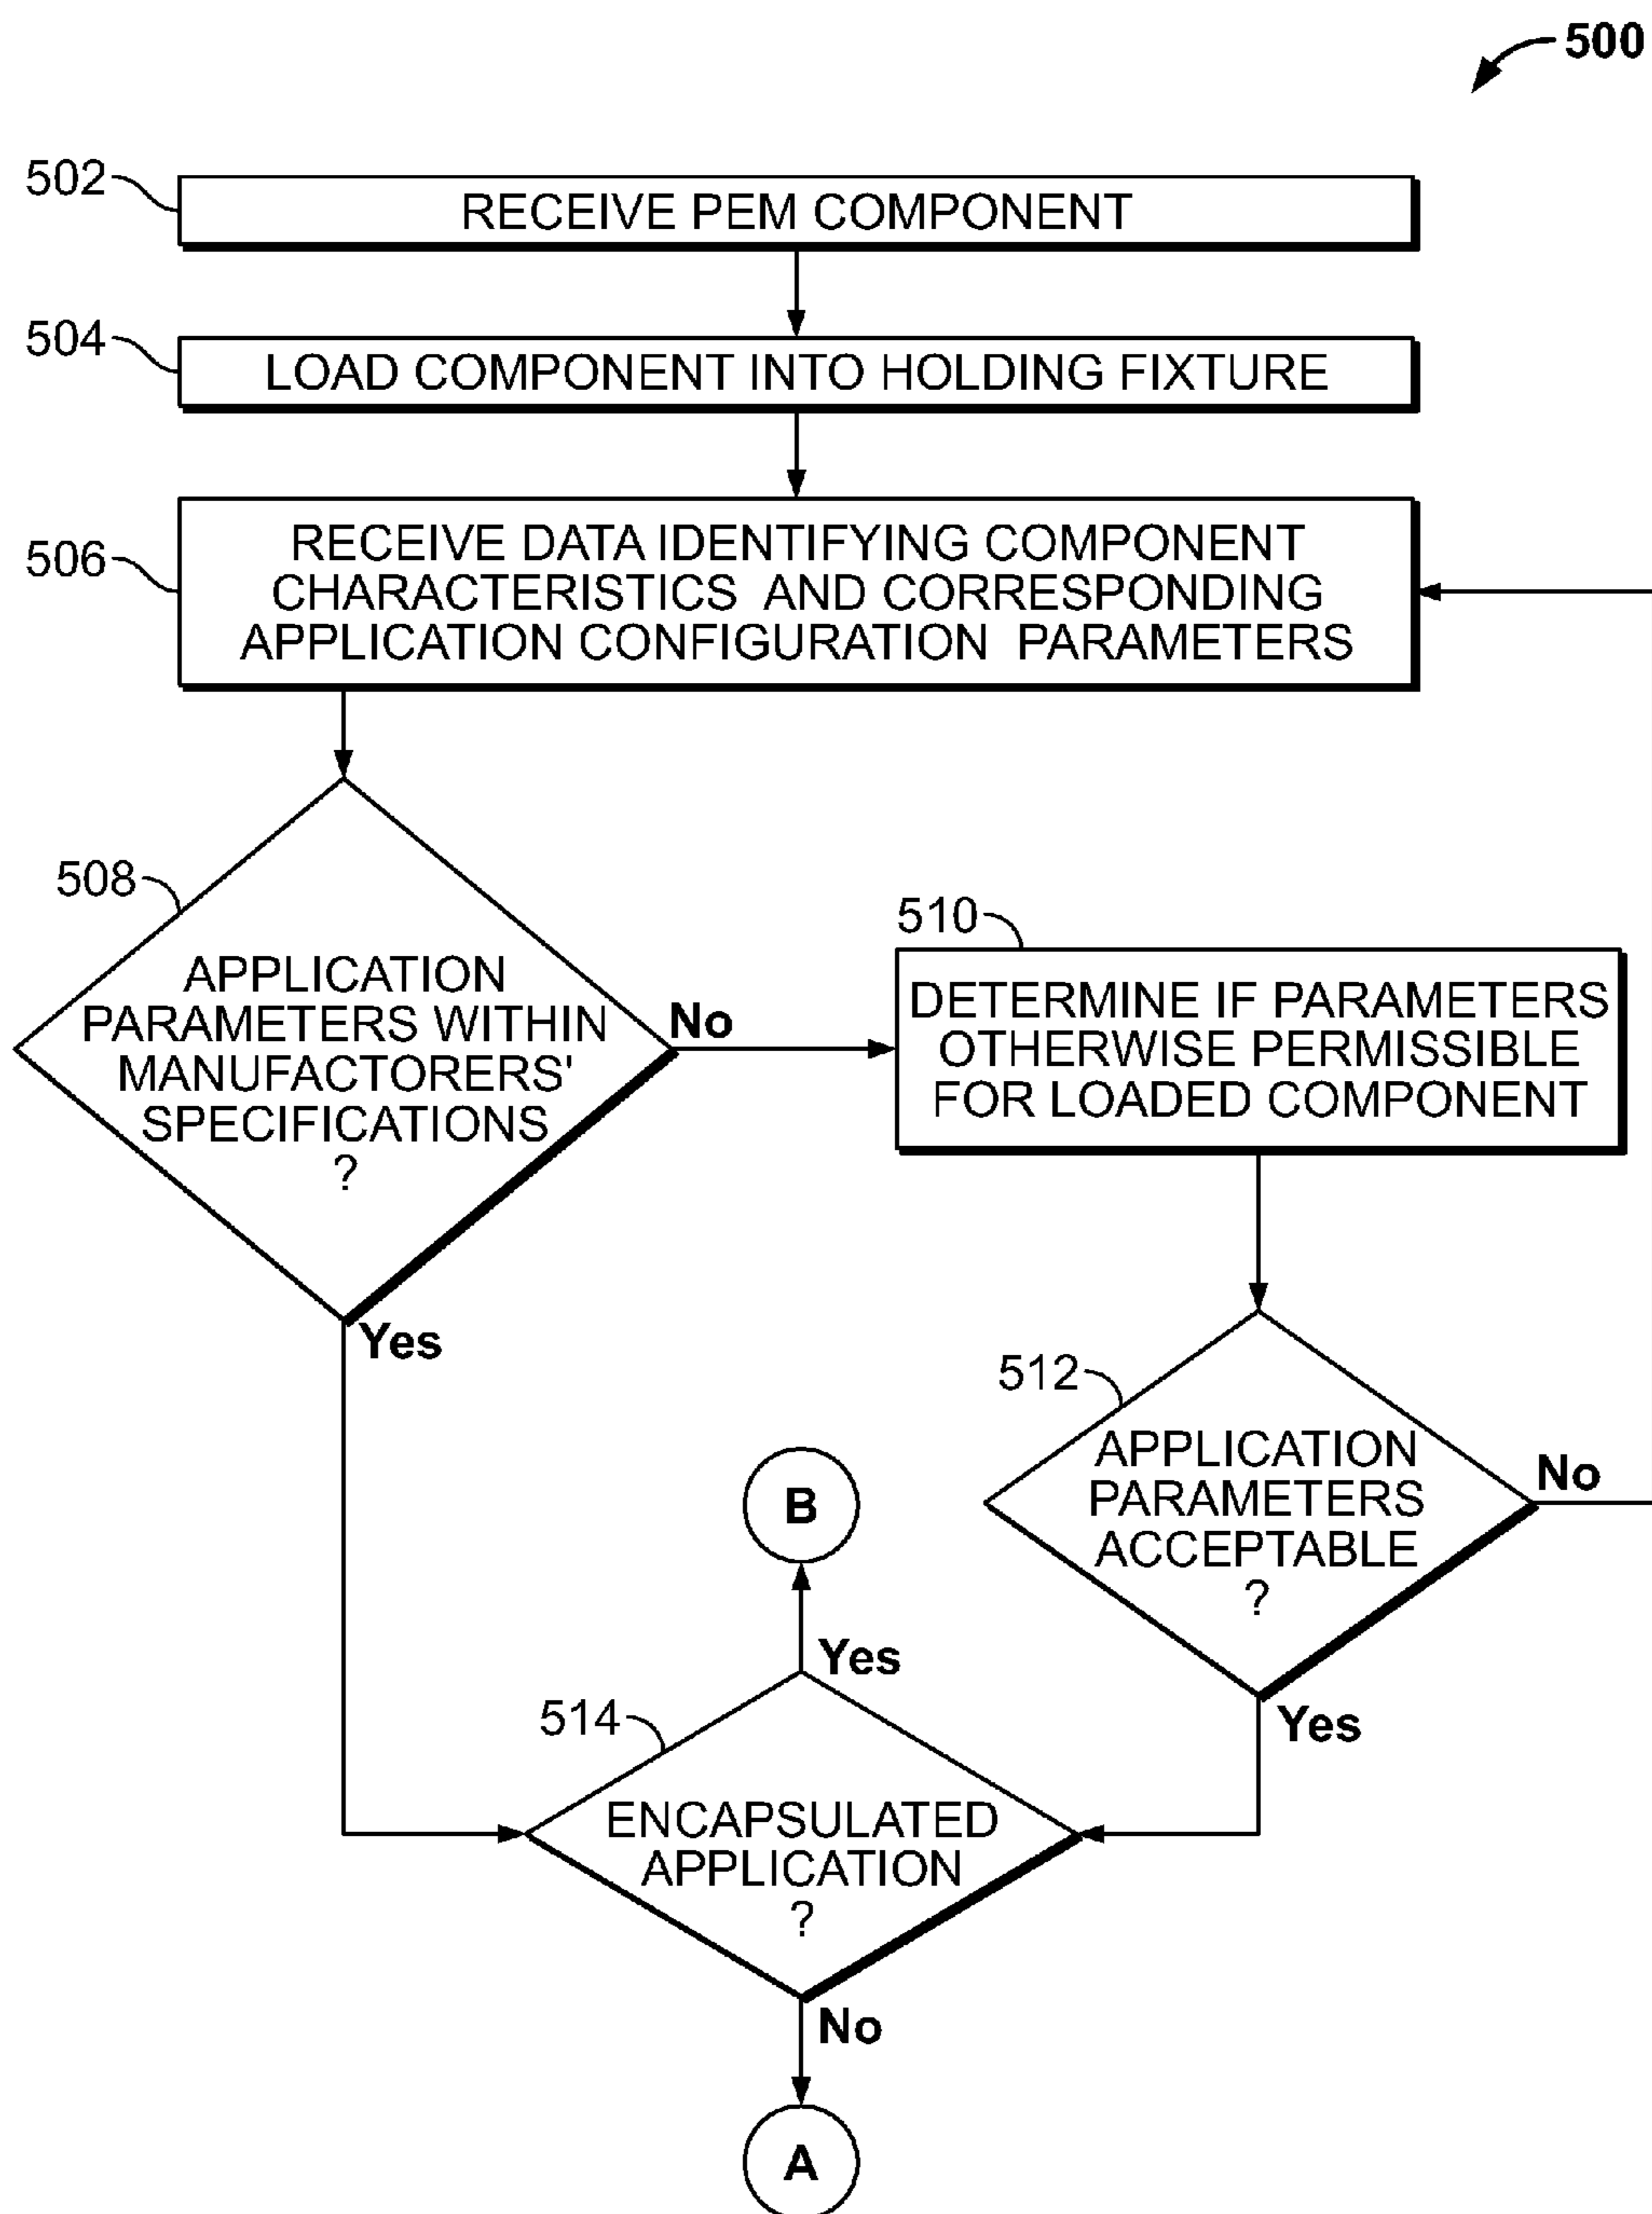 500
502
RECEIVE PEM COMPONENT
504
LOAD COMPONENT INTO HOLDING FIXTURE
506
RECEIVE DATA IDENTIFYING COMPONENT
CHARACTERISTICS AND CORRESPONDING
APPLICATION CONFIGURATION PARAMETERS
508
APPLICATION
PARAMETERS WITHIN
MANUFACTORERS'
SPECIFICATIONS
?
No
Yes
510
DETERMINE IF PARAMETERS
OTHERWISE PERMISSIBLE
FOR LOADED COMPONENT
512
APPLICATION
PARAMETERS
ACCEPTABLE
?
No
Yes
B
Yes
514
ENCAPSULATED
APPLICATION
?
No
A